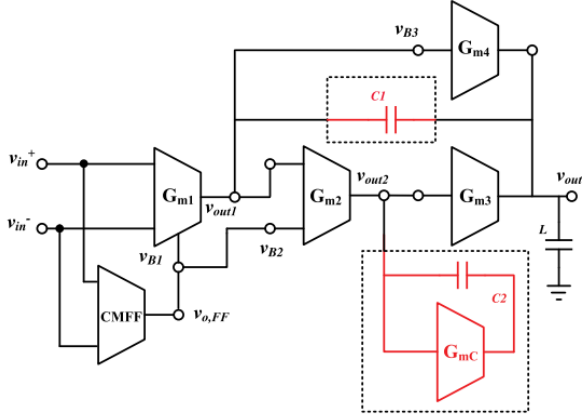 vB3
Gm4
C1
vin+
Gm1
vout1
Gm2
vout2
Gm3
vout
vin-
vB1
vB2
L
CMFF
vo,FF
C2
GmC